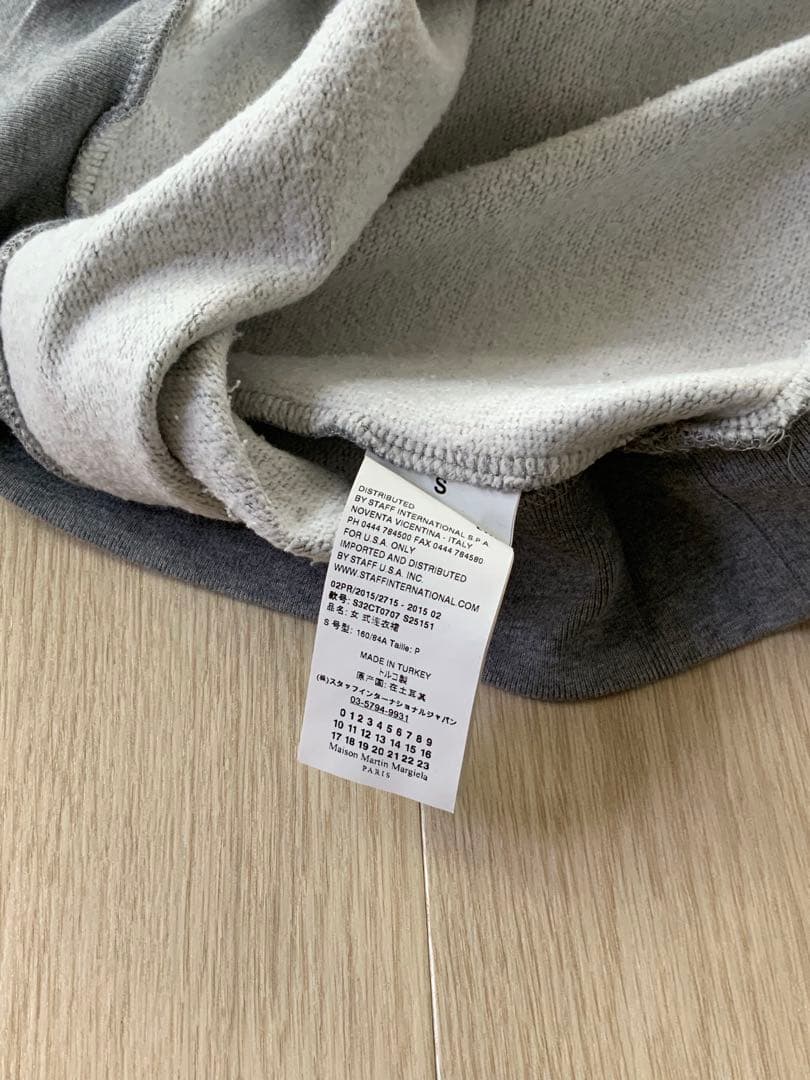 S
DISTRIBUTED
BY STAFF INTERNATIONAL S.P.A.
NOVENTA VICENTINA - ITALY
PH 0444 784500 FAX 0444 784580
FOR U.S.A. ONLY
IMPORTED AND DISTRIBUTED
BY STAFF U.S.A. INC.
WWW.STAFFINTERNATIONAL.COM
02PR/2015/2715 - 2015 02
款号: S32CT0707 S25151
品名: 女式连衣裙
S 号型: 160/84A Taille: P
MADE IN TURKEY
トルコ製
原产国: 在土耳其
(株)スタッフインターナショナルジャパン
03-5794-9931
0 1 2 3 4 5 6 7 8 9
10 11 12 13 14 15 16
17 18 19 20 21 22 23
Maison Martin Margiela
PARIS